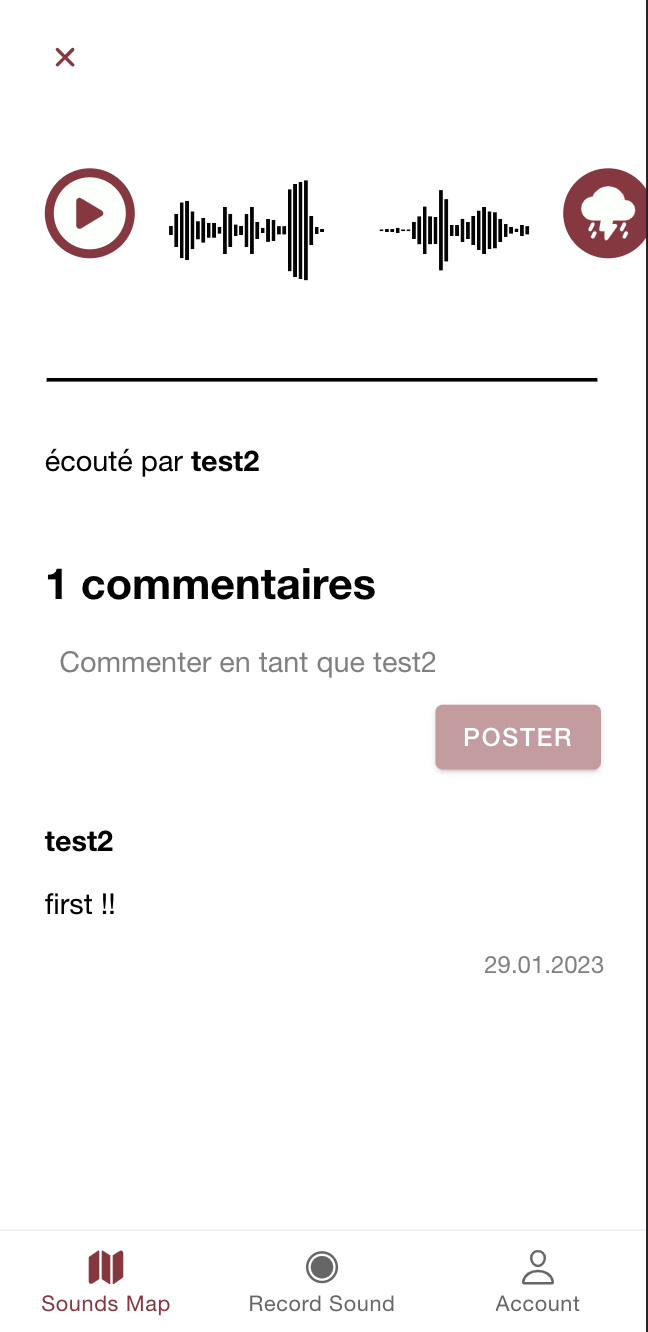 écouté par test2
1 commentaires
Commenter en tant que test2
POSTER
test2
first !!
29.01.2023
Sounds Map
Record Sound
Account